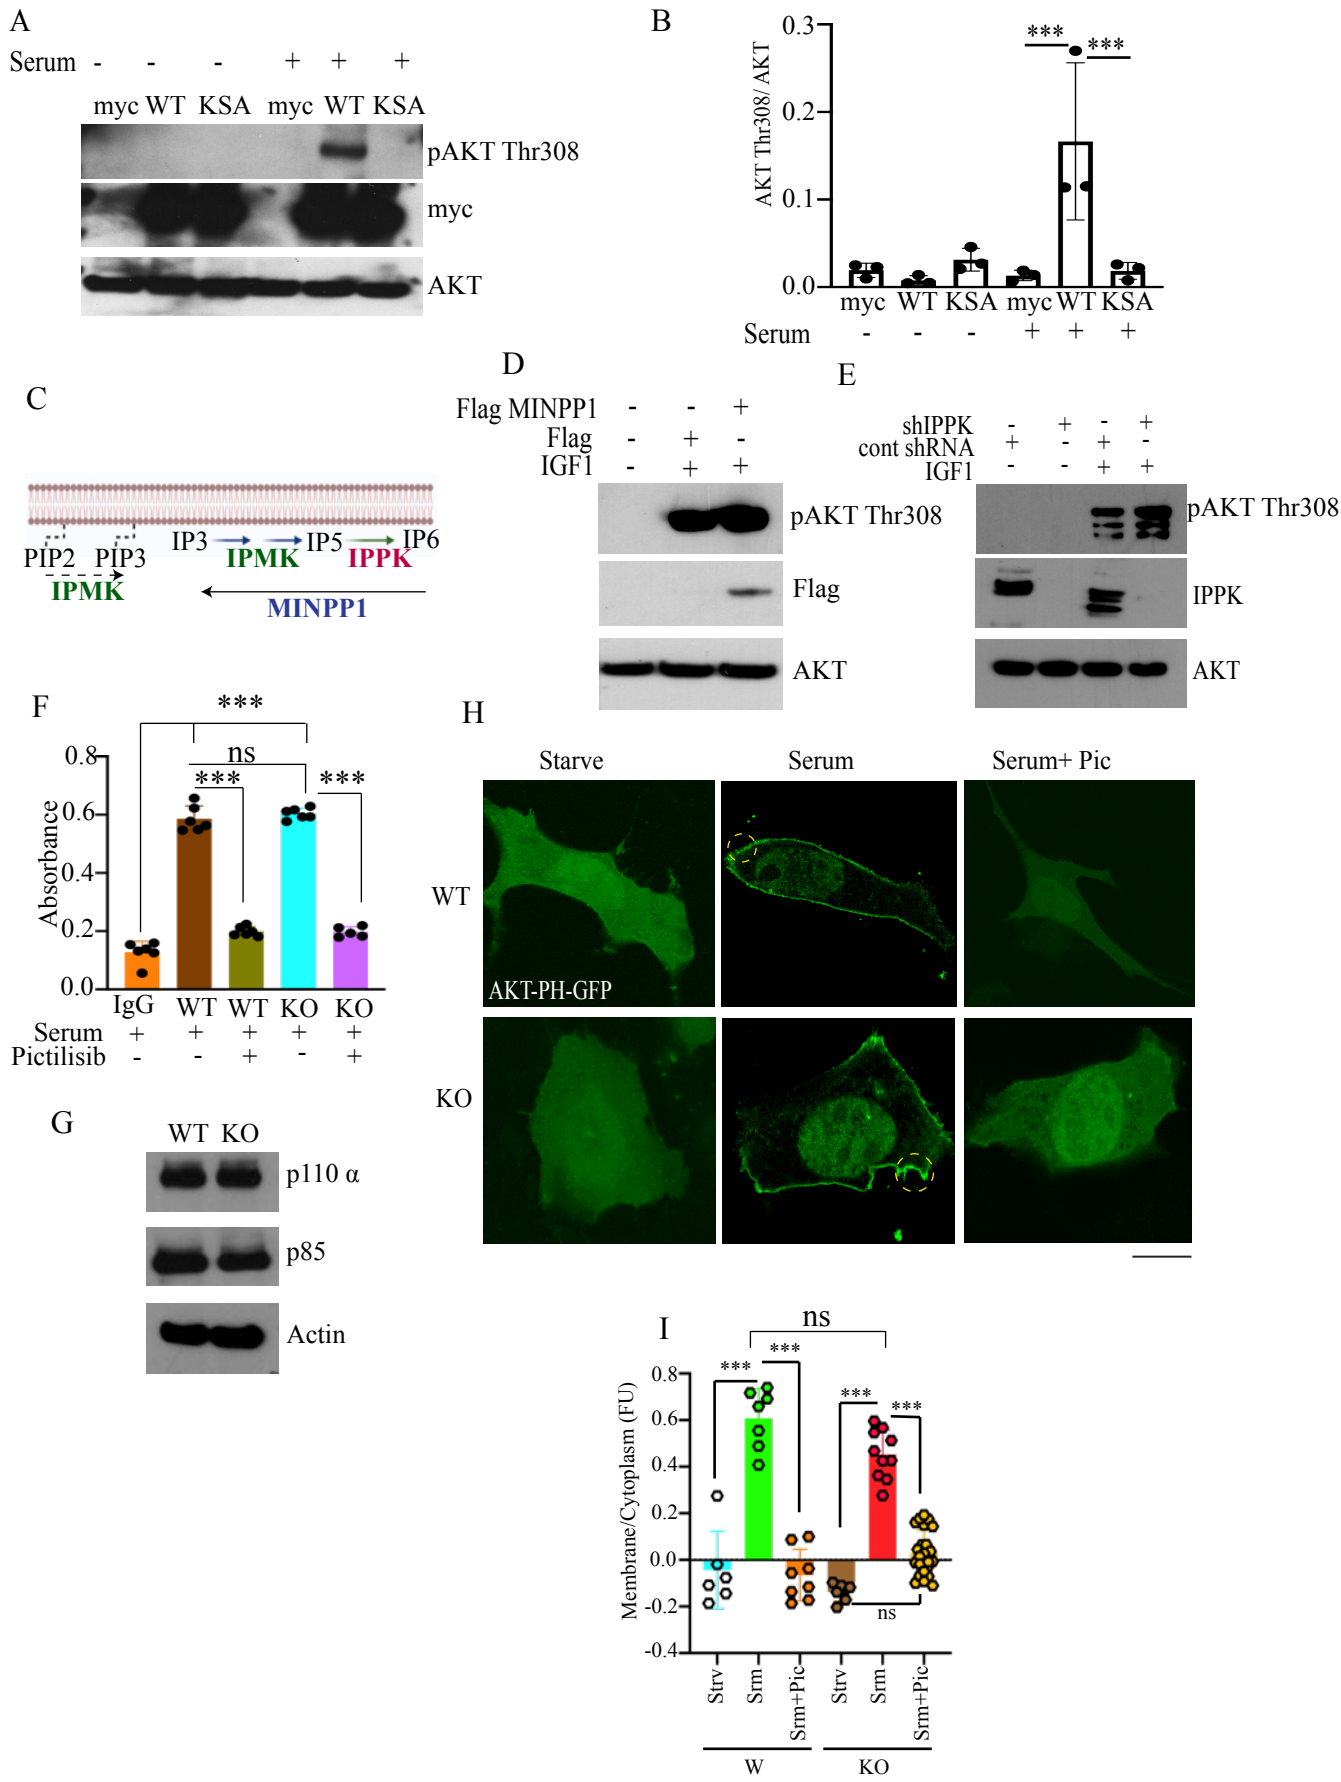 A
Serum - - - + + +
myc WT KSA myc WT KSA
pAKT Thr308
myc
AKT
B
AKT Thr308/ AKT
0.3
0.2
0.1
0.0
*** ***
myc WT KSA myc WT KSA
Serum - - - + + +
C
PIP2 PIP3 IP3 IP5 IP6
IPMK IPPK
IPMK
MINPP1
D
Flag MINPP1 - - +
Flag - + -
IGF1 - + +
pAKT Thr308
Flag
AKT
E
shIPPK - + - +
cont shRNA + - + -
IGF1 - - + +
pAKT Thr308
IPPK
AKT
F
***
ns
*** ***
Absorbance
0.8
0.6
0.4
0.2
0.0
IgG WT WT KO KO
Serum + + + + +
Pictilisib - - + - +
G
WT KO
p110 α
p85
Actin
H
Starve Serum Serum+ Pic
WT
AKT-PH-GFP
KO
I
ns
*** *** *** ***
Membrane/Cytoplasm (FU)
0.8
0.6
0.4
0.2
0.0
-0.2
-0.4
ns
Strv Srm Srm+Pic Strv Srm Srm+Pic
W KO